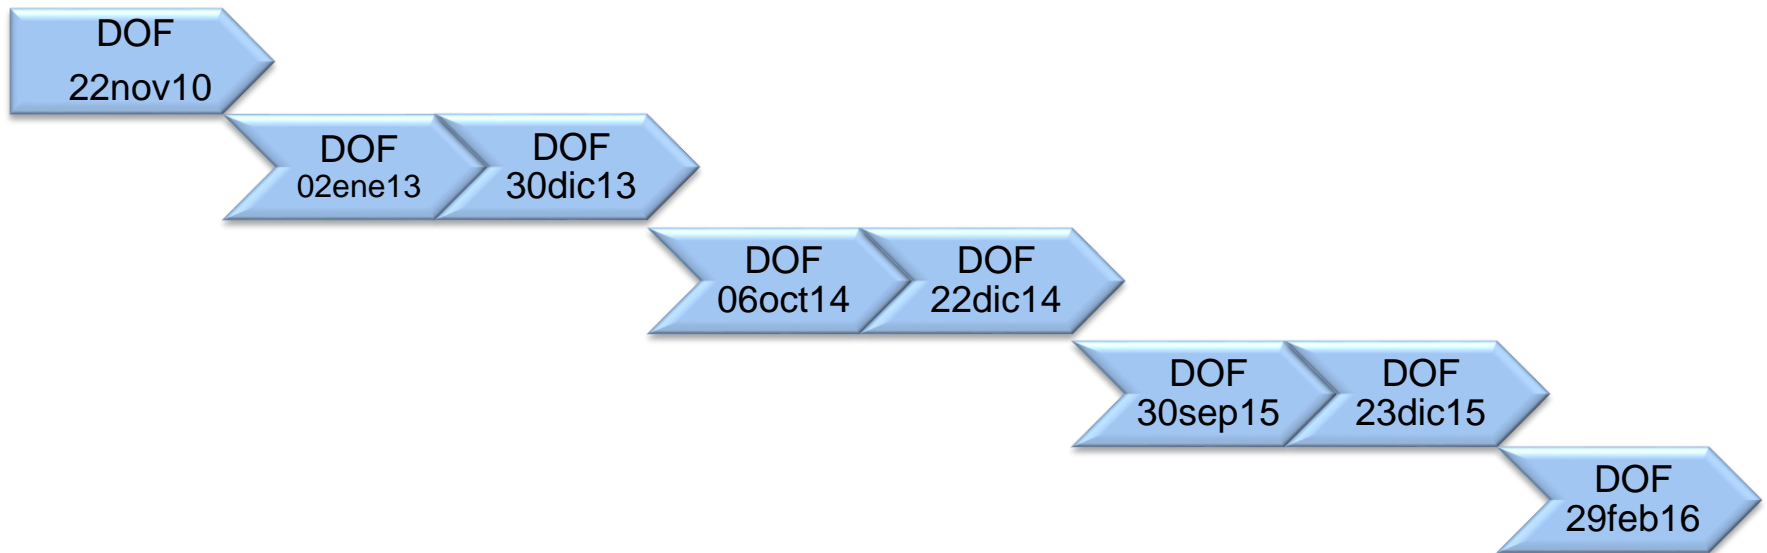 DOF
22nov10
DOF
02ene13
DOF
30dic13
DOF
06oct14
DOF
22dic14
DOF
30sep15
DOF
23dic15
DOF
29feb16